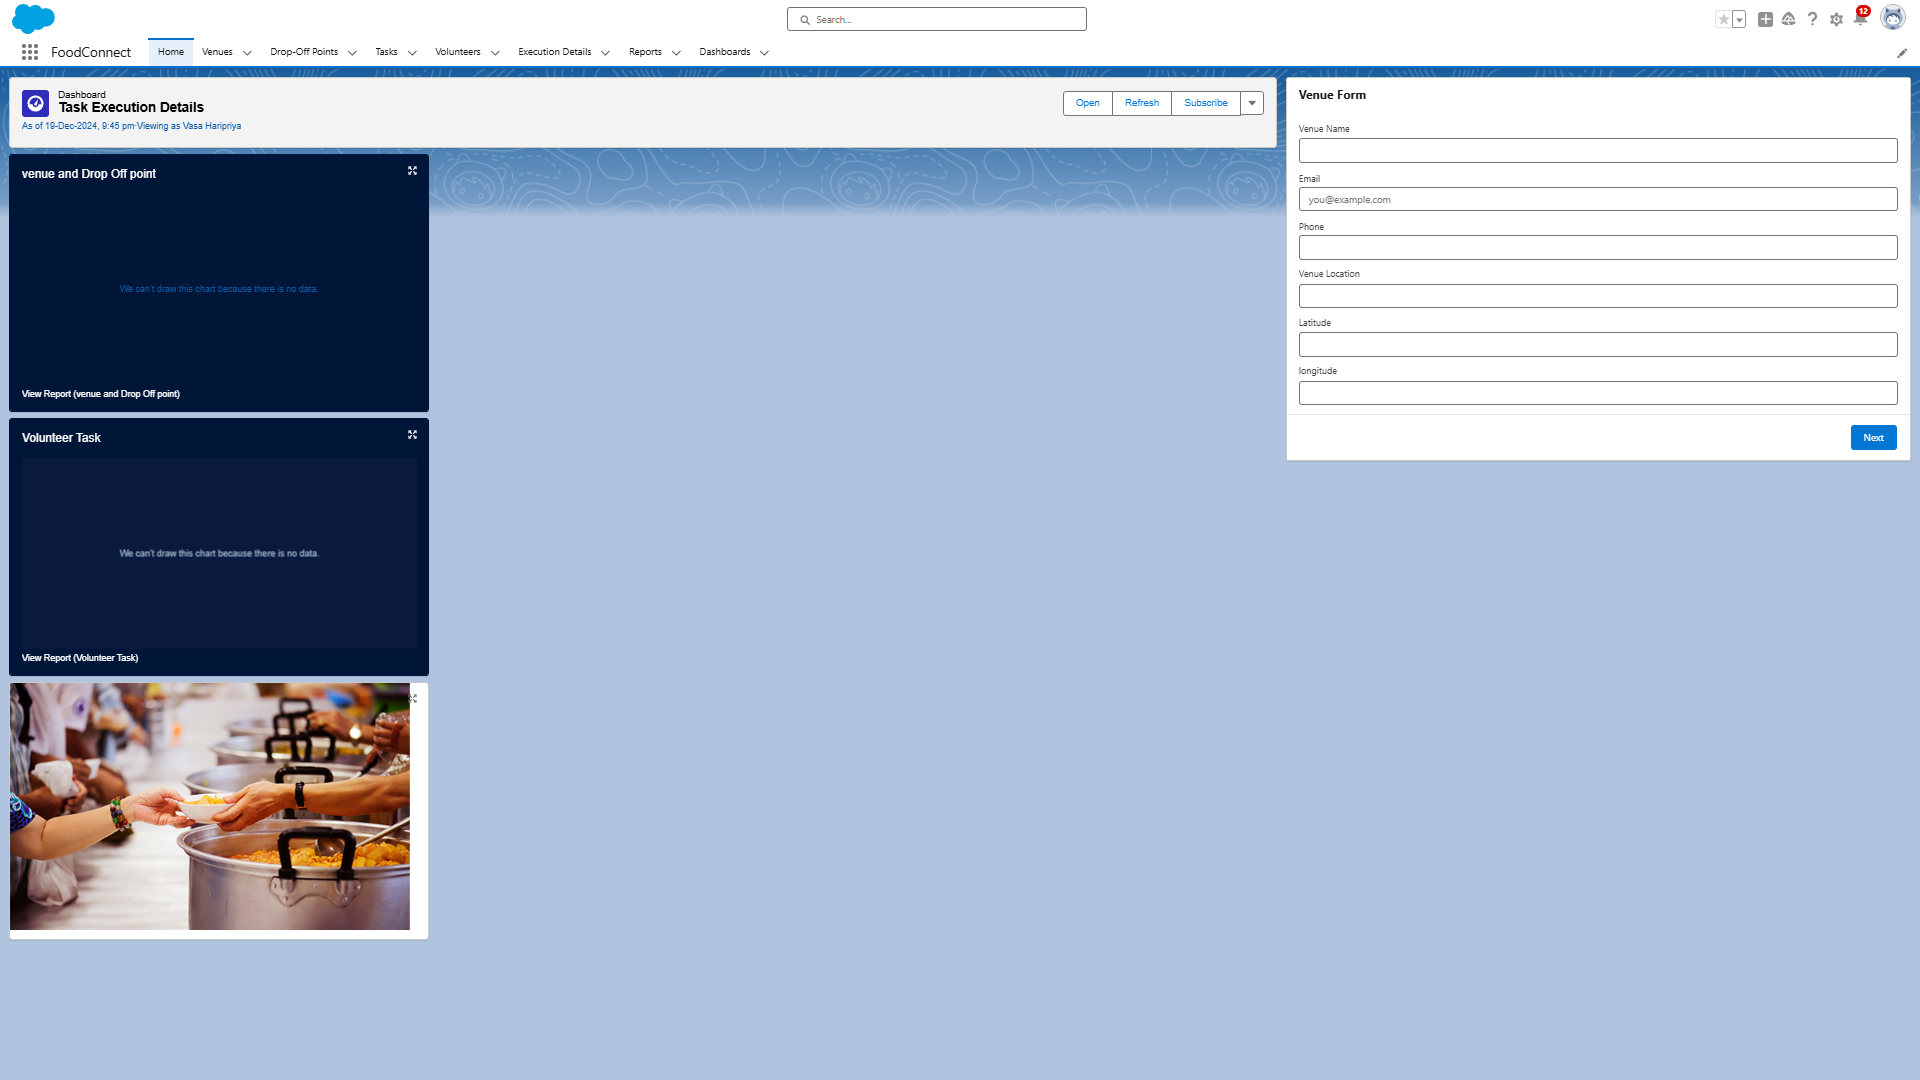 Search...
12
FoodConnect
Home
Venues
Drop-Off Points
Tasks
Volunteers
Execution Details
Reports
Dashboards
Dashboard
Task Execution Details
As of 19-Dec-2024, 9:45 pm·Viewing as Vasa Haripriya
Open
Refresh
Subscribe
venue and Drop Off point
We can't draw this chart because there is no data.
View Report (venue and Drop Off point)
Volunteer Task
We can't draw this chart because there is no data.
View Report (Volunteer Task)
Venue Form
Venue Name
Email
you@example.com
Phone
Venue Location
Latitude
longitude
Next